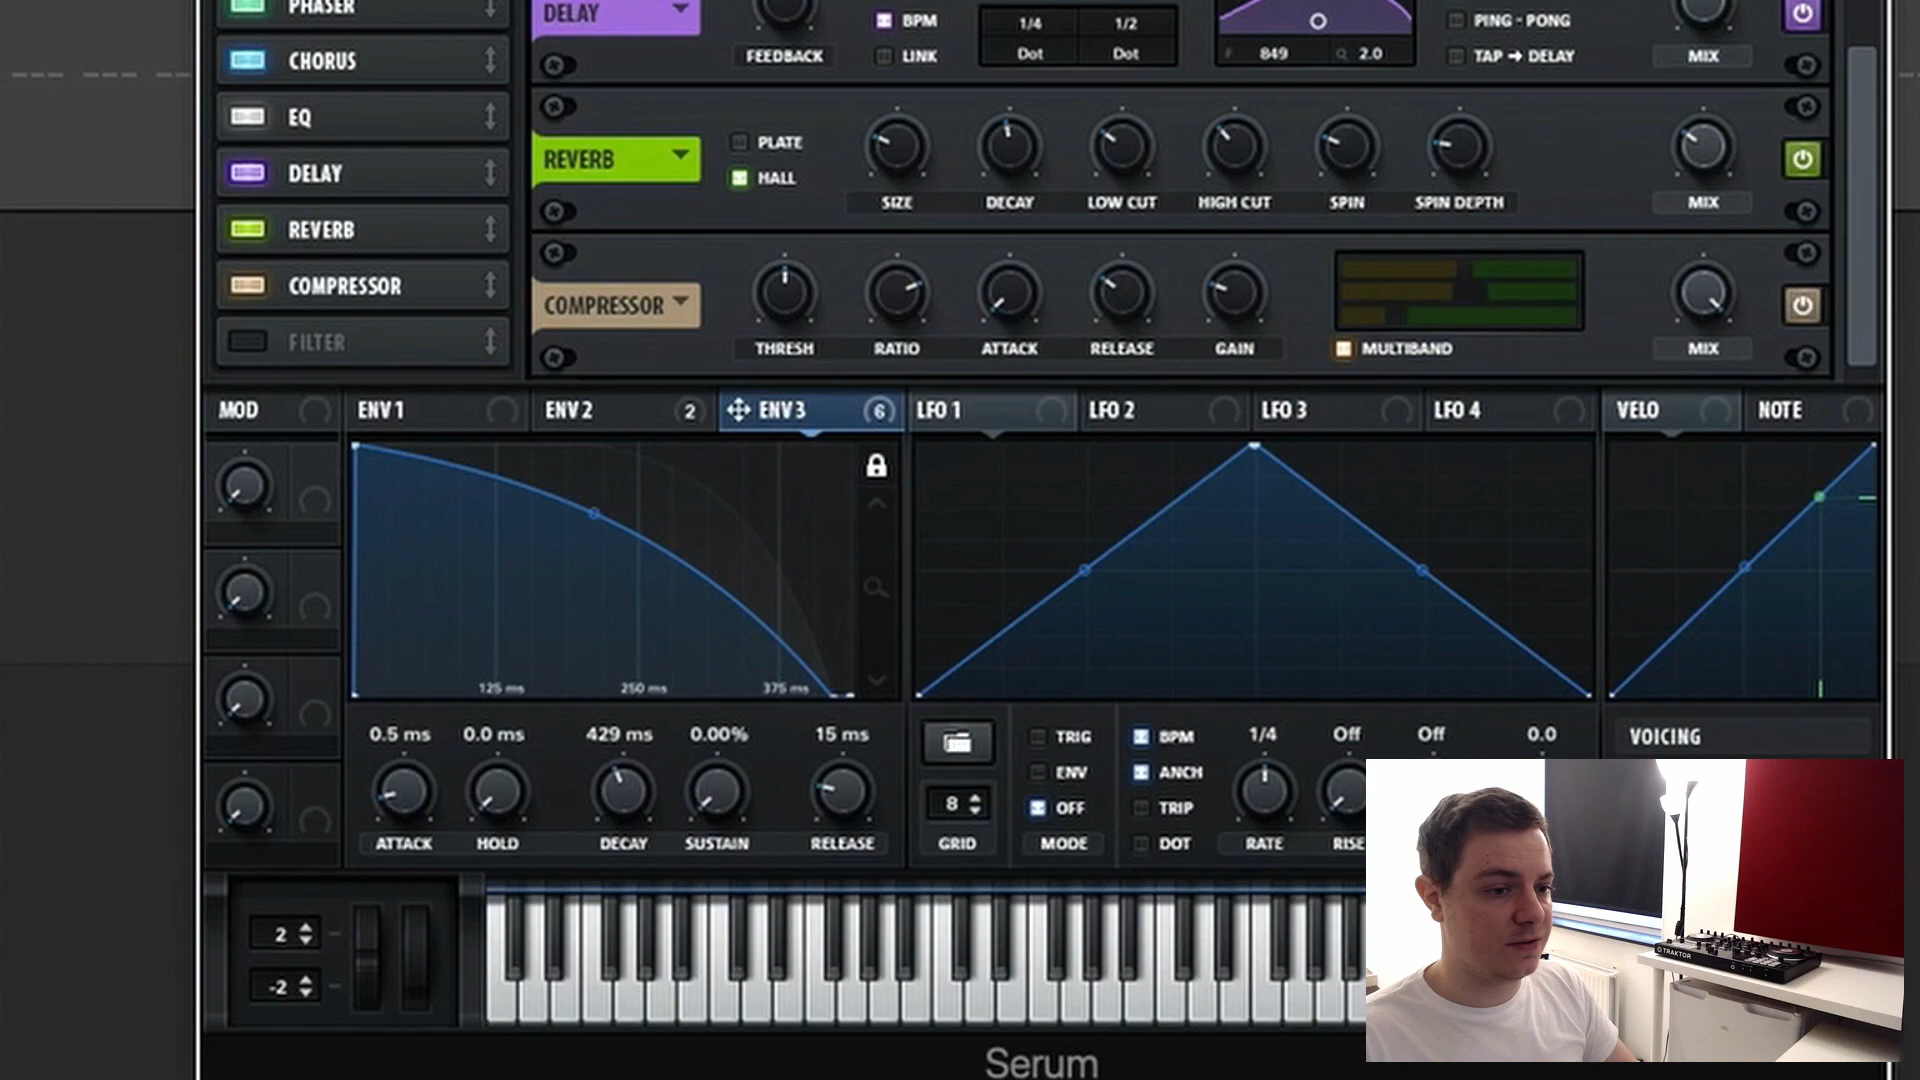 PHASER
CHORUS
EQ
DELAY
REVERB
COMPRESSOR
FILTER
DELAY
FEEDBACK
BPM
LINK
1/4 1/2
Dot Dot
F 849 Q 2.0
PING - PONG
TAP → DELAY
MIX
REVERB
PLATE
HALL
SIZE DECAY LOW CUT HIGH CUT SPIN SPIN DEPTH MIX
COMPRESSOR
THRESH RATIO ATTACK RELEASE GAIN
MULTIBAND
MIX
MOD ENV 1 ENV 2 2 ENV 3 6 LFO 1 LFO 2 LFO 3 LFO 4 VELO NOTE
125 ms 250 ms 375 ms
0.5 ms 0.0 ms 429 ms 0.00% 15 ms
ATTACK HOLD DECAY SUSTAIN RELEASE
8
GRID
TRIG
ENV
OFF
MODE
BPM
ANCH
TRIP
DOT
1/4 Off Off 0.0
RATE RISE
VOICING
2
-2
TRAKTOR
Serum